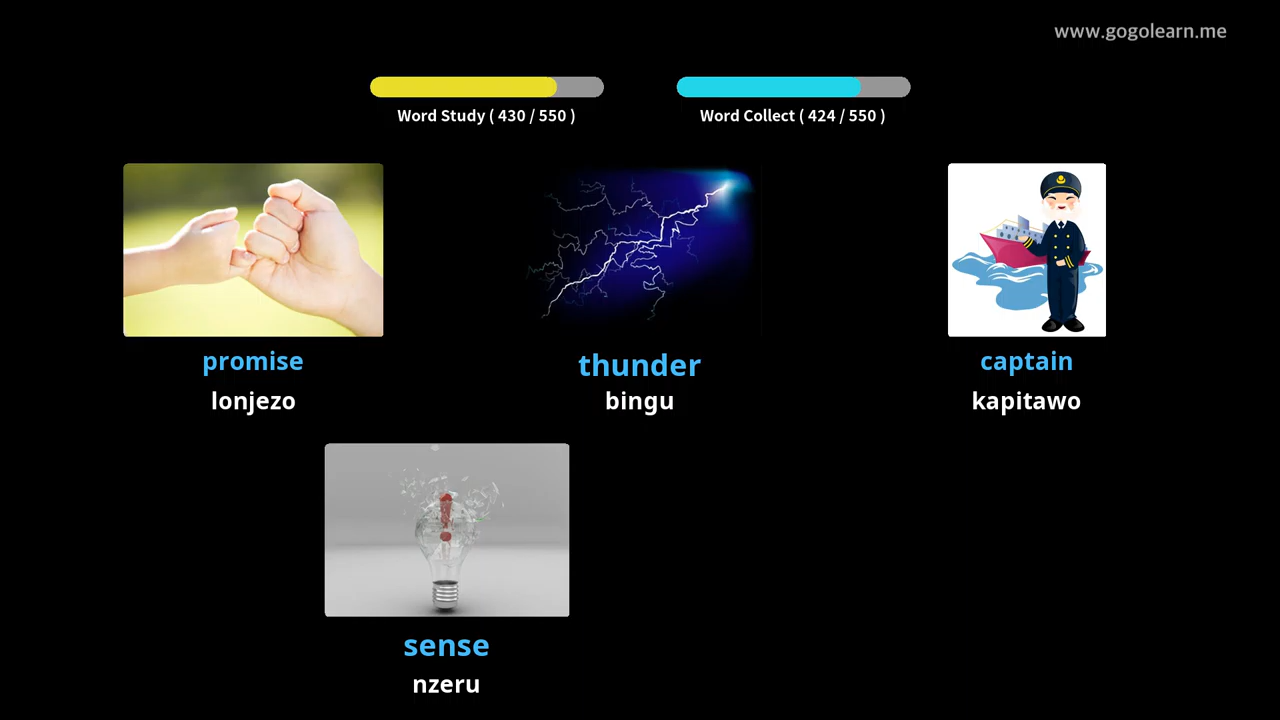 www.gogolearn.me
Word Study ( 430 / 550 )
Word Collect ( 424 / 550 )
promise
lonjezo
thunder
bingu
captain
kapitawo
sense
nzeru